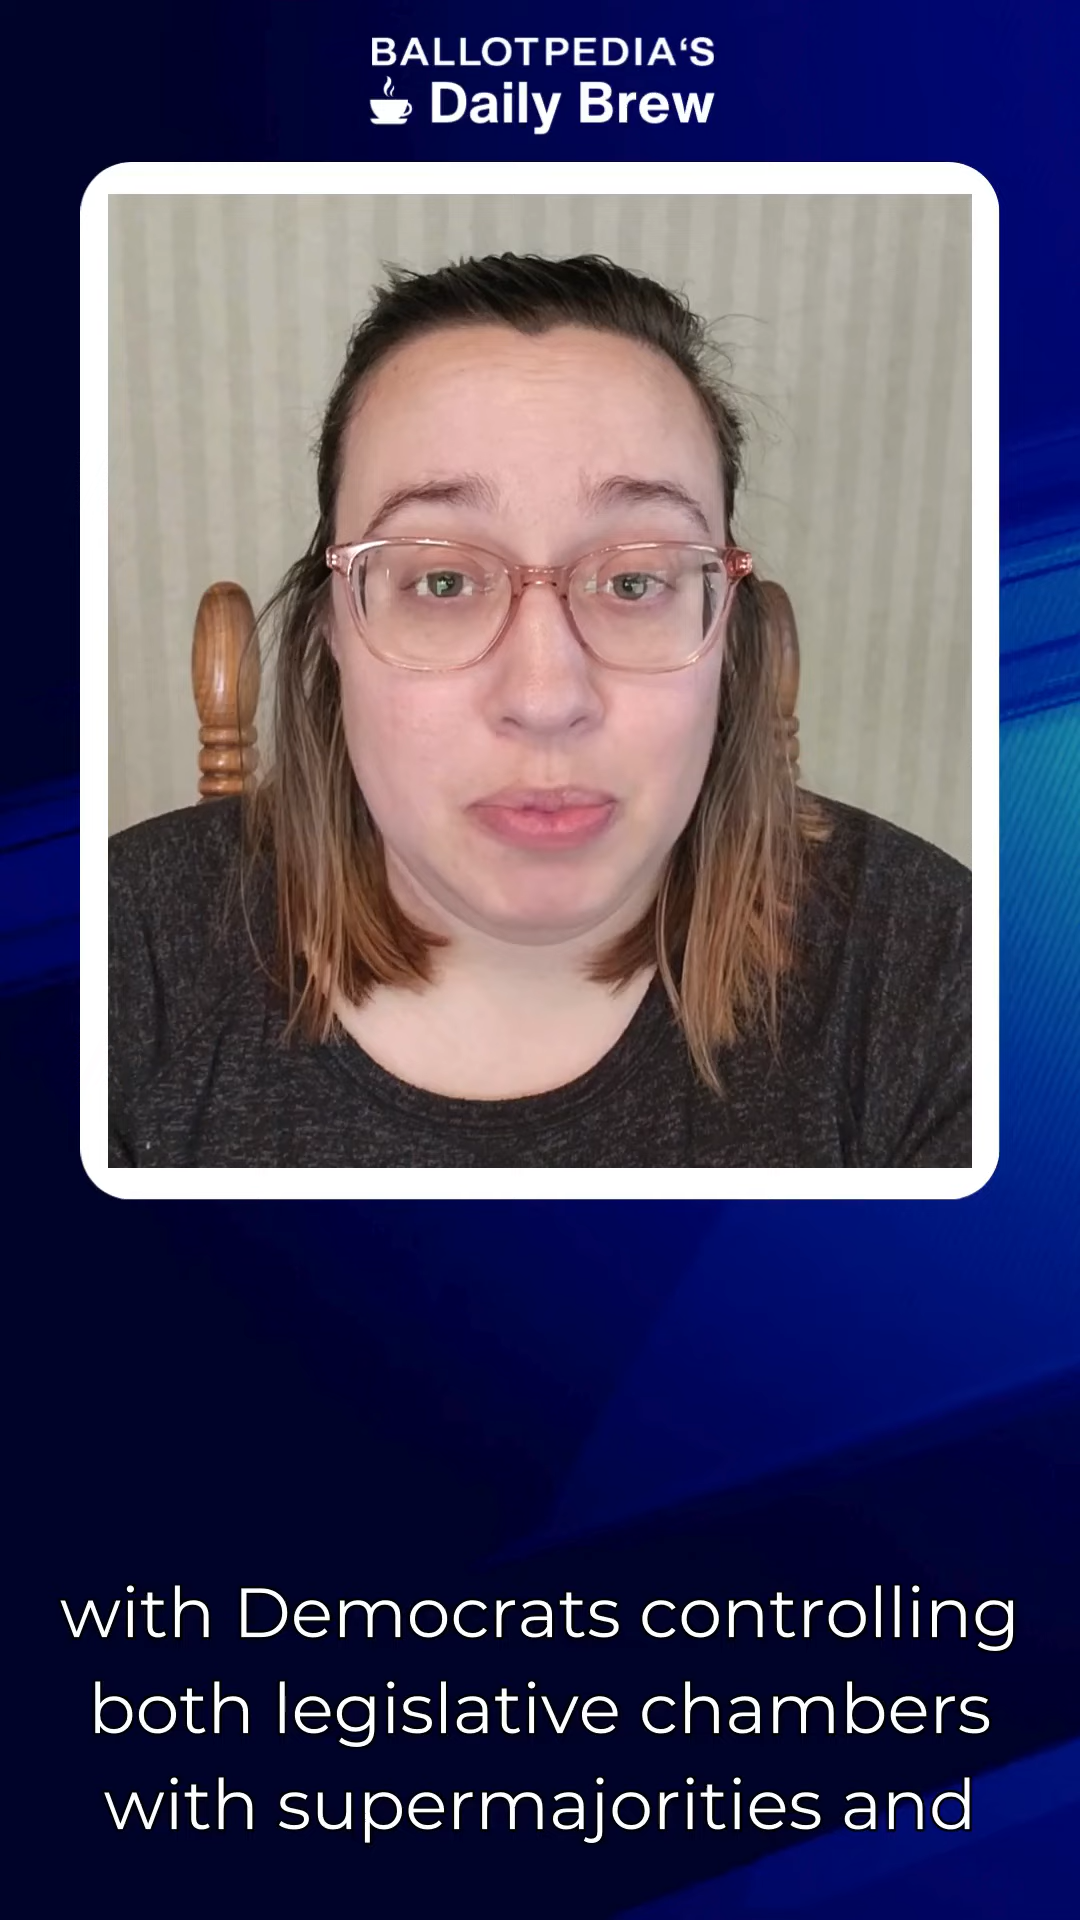 BALLOTPEDIA‘S
Daily Brew
with Democrats controlling
both legislative chambers
with supermajorities and